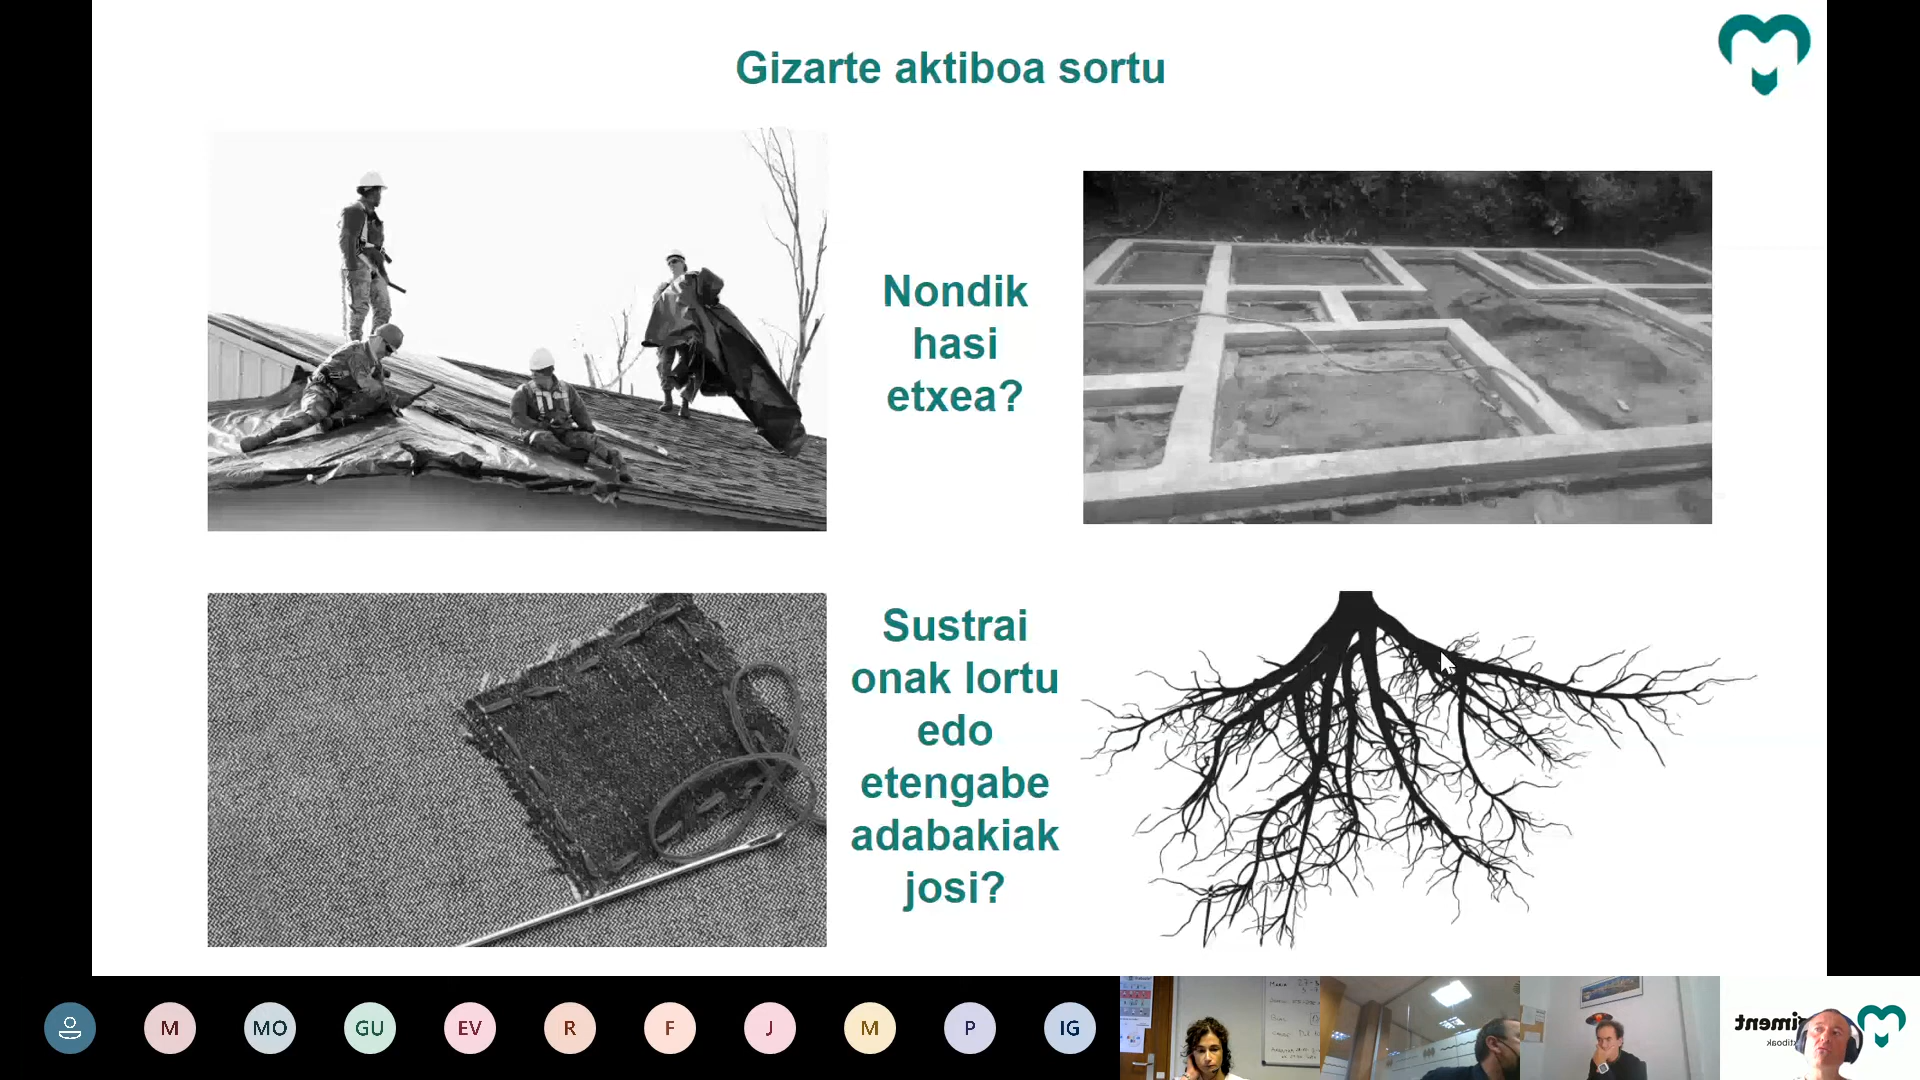 Gizarte aktiboa sortu
Nondik
hasi
etxea?
Sustrai
onak lortu
edo
etengabe
adabakiak
josi?
M
MO
GU
EV
R
F
J
M
P
IG